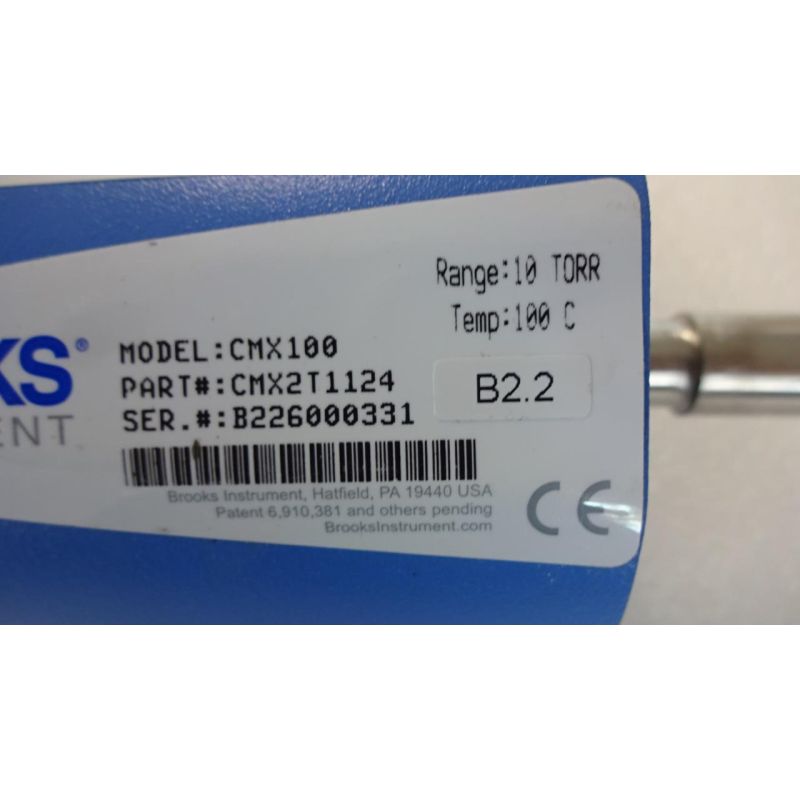 KS®
ENT
Range:10 TORR
Temp:100 C
MODEL:CMX100
PART#:CMX2T1124
SER.#:B226000331
B2.2
Brooks Instrument, Hatfield, PA 19440 USA
Patent 6,910,381 and others pending
BrooksInstrument.com
CE